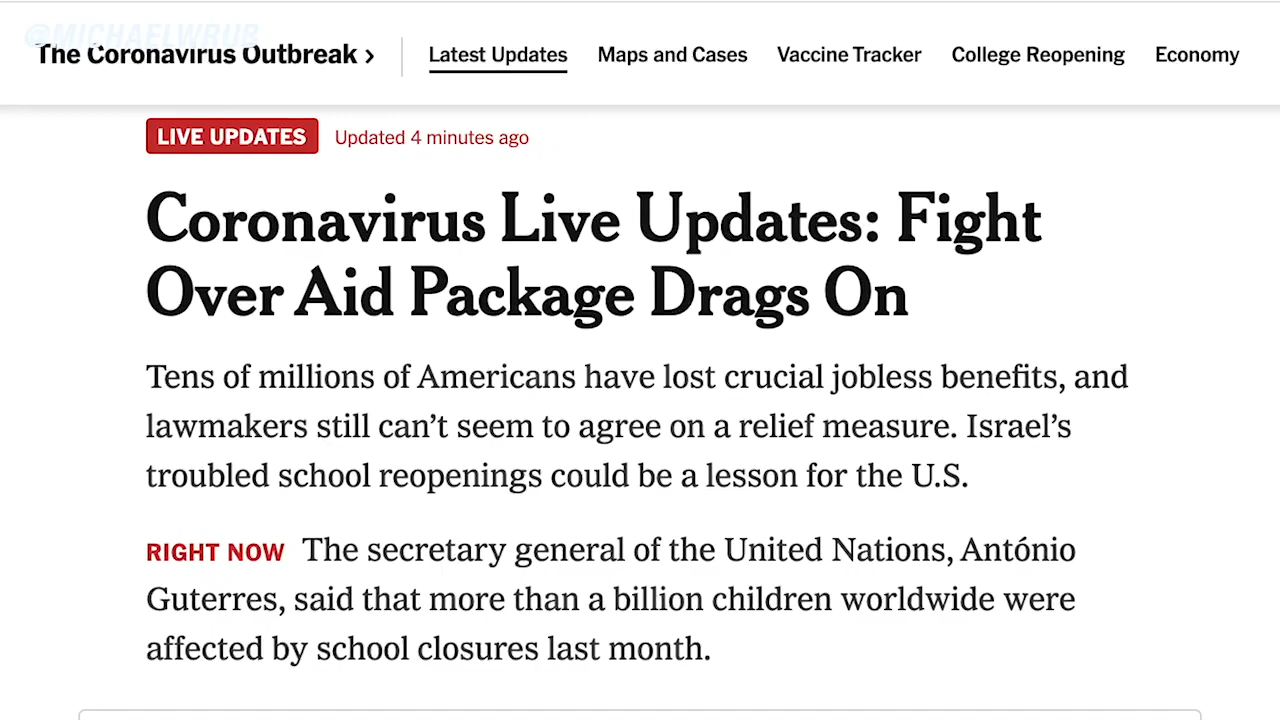 @MICHAELWRUB
The Coronavirus Outbreak › Latest Updates Maps and Cases Vaccine Tracker College Reopening Economy
LIVE UPDATES Updated 4 minutes ago
Coronavirus Live Updates: Fight
Over Aid Package Drags On
Tens of millions of Americans have lost crucial jobless benefits, and
lawmakers still can’t seem to agree on a relief measure. Israel’s
troubled school reopenings could be a lesson for the U.S.
RIGHT NOW The secretary general of the United Nations, António
Guterres, said that more than a billion children worldwide were
affected by school closures last month.